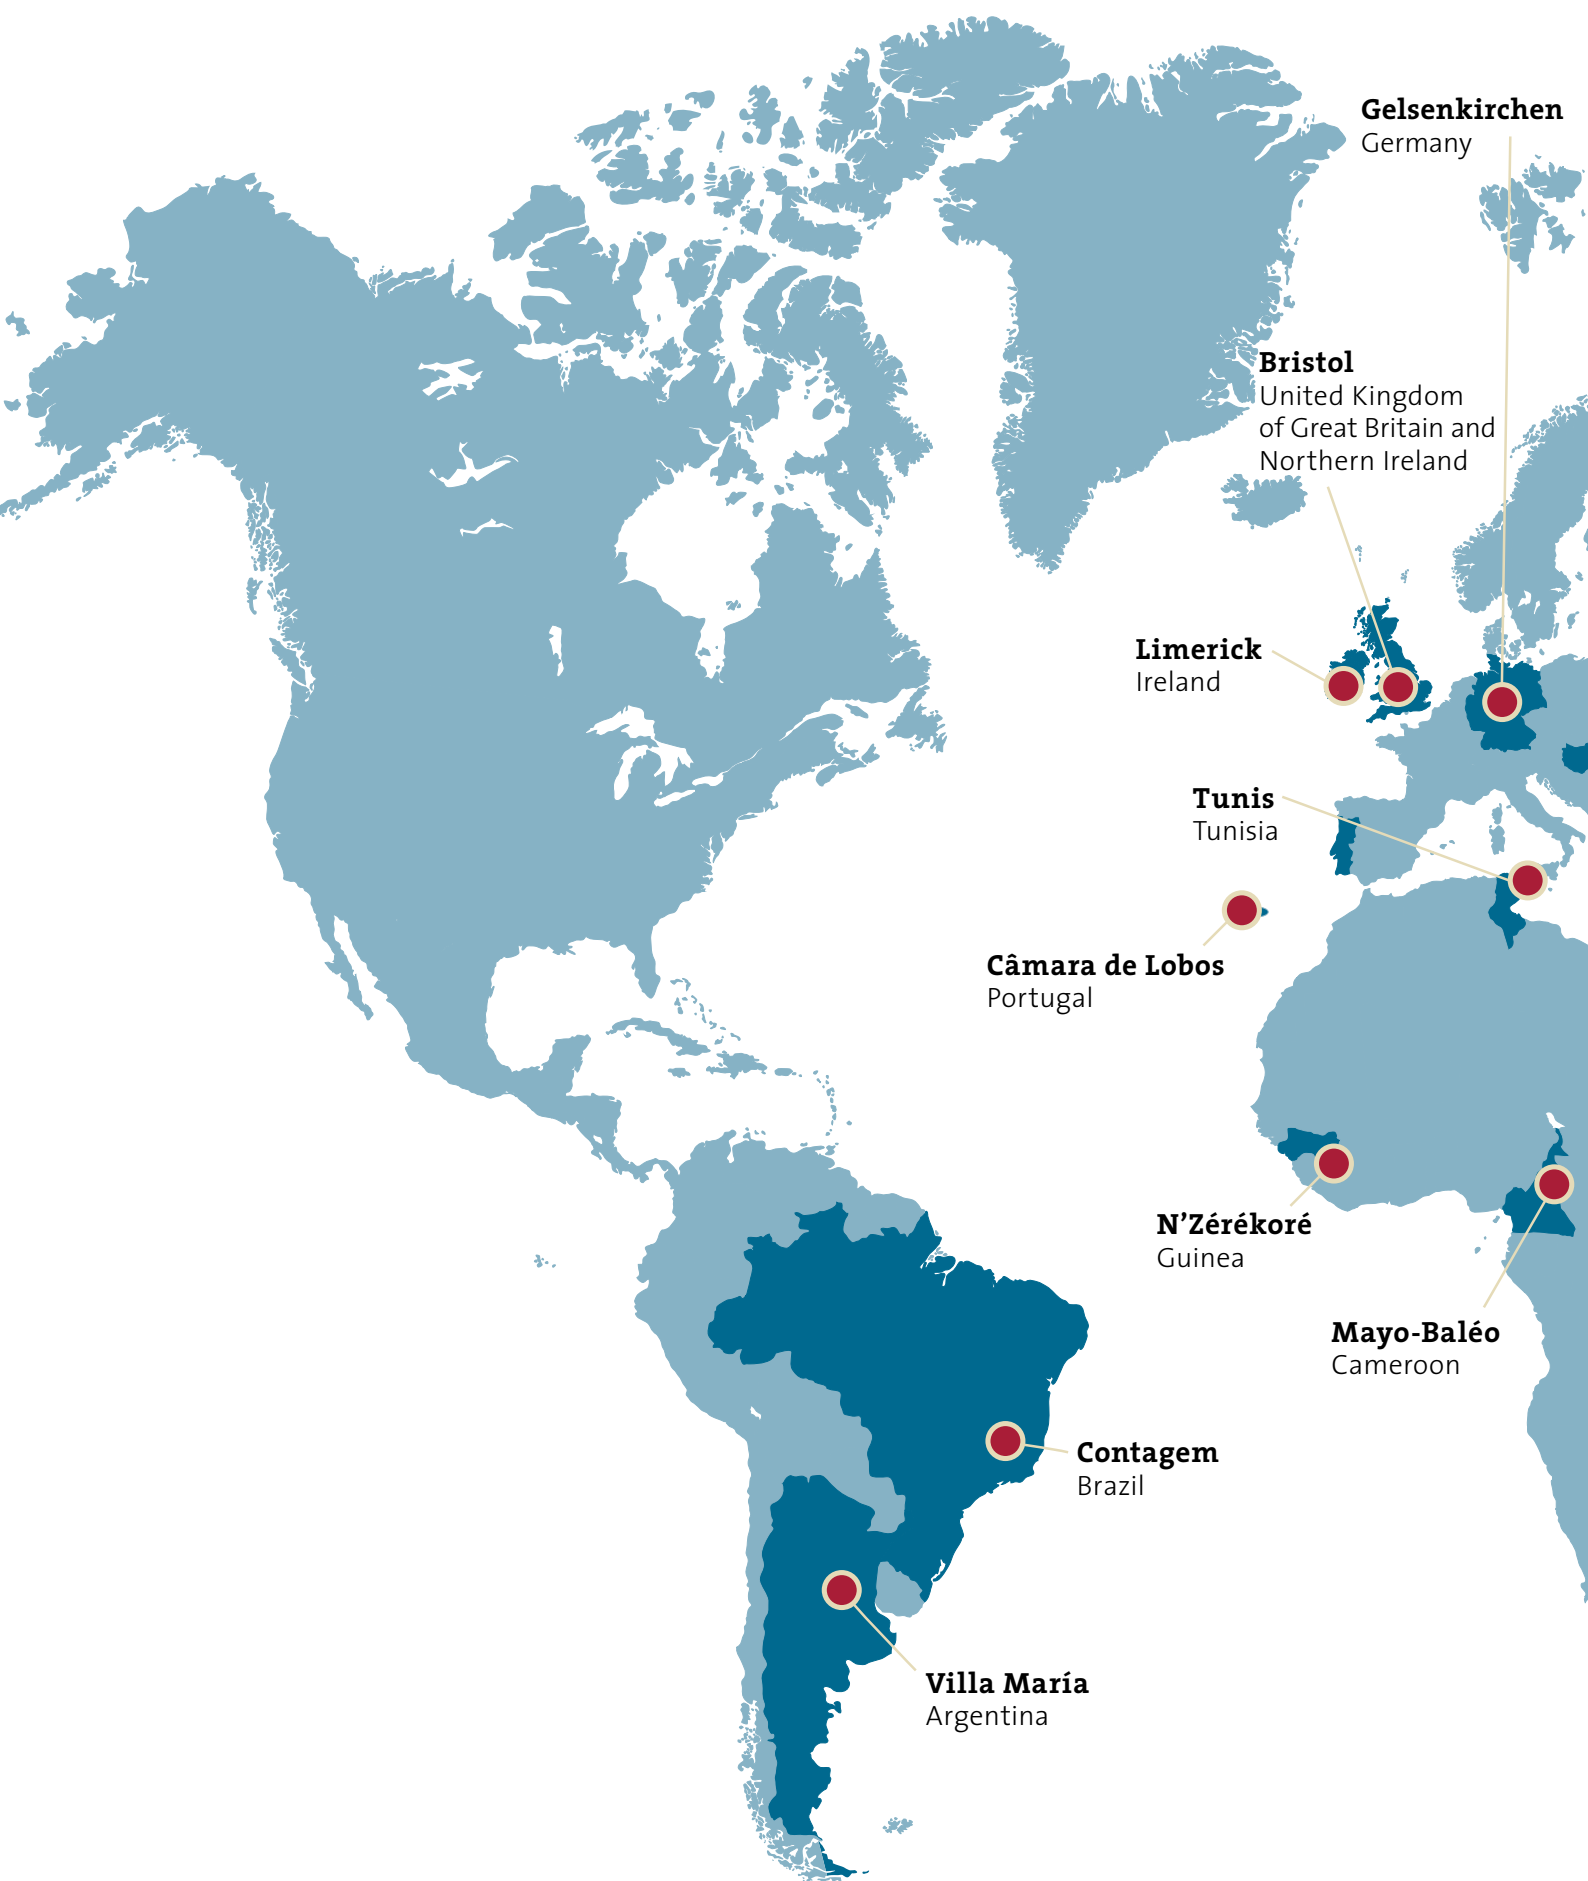 Gelsenkirchen
Germany
Bristol
United Kingdom
of Great Britain and
Northern Ireland
Limerick
Ireland
Tunis
Tunisia
Câmara de Lobos
Portugal
N’Zérékoré
Guinea
Mayo-Baléo
Cameroon
Contagem
Brazil
Villa María
Argentina